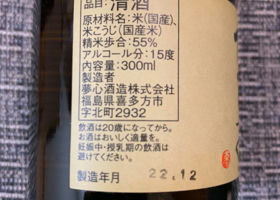 品目：清酒
原材料名：米（国産）、
米こうじ（国産米）
精米歩合：55%
アルコール分：15度
内容量：300ml
製造者
夢心酒造株式会社
福島県喜多方市
字北町2932
飲酒は20歳になってから。
お酒はおいしく適量を。
妊娠中・授乳期の飲酒は
避けてください。
製造年月 22.12